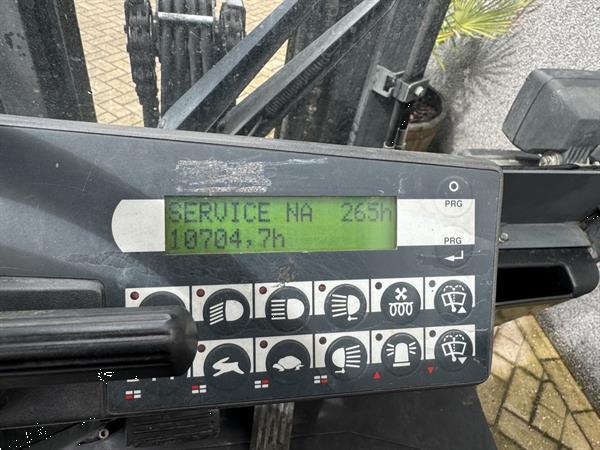 SERVICE NA 265h
10704,7h
PRG
PRG